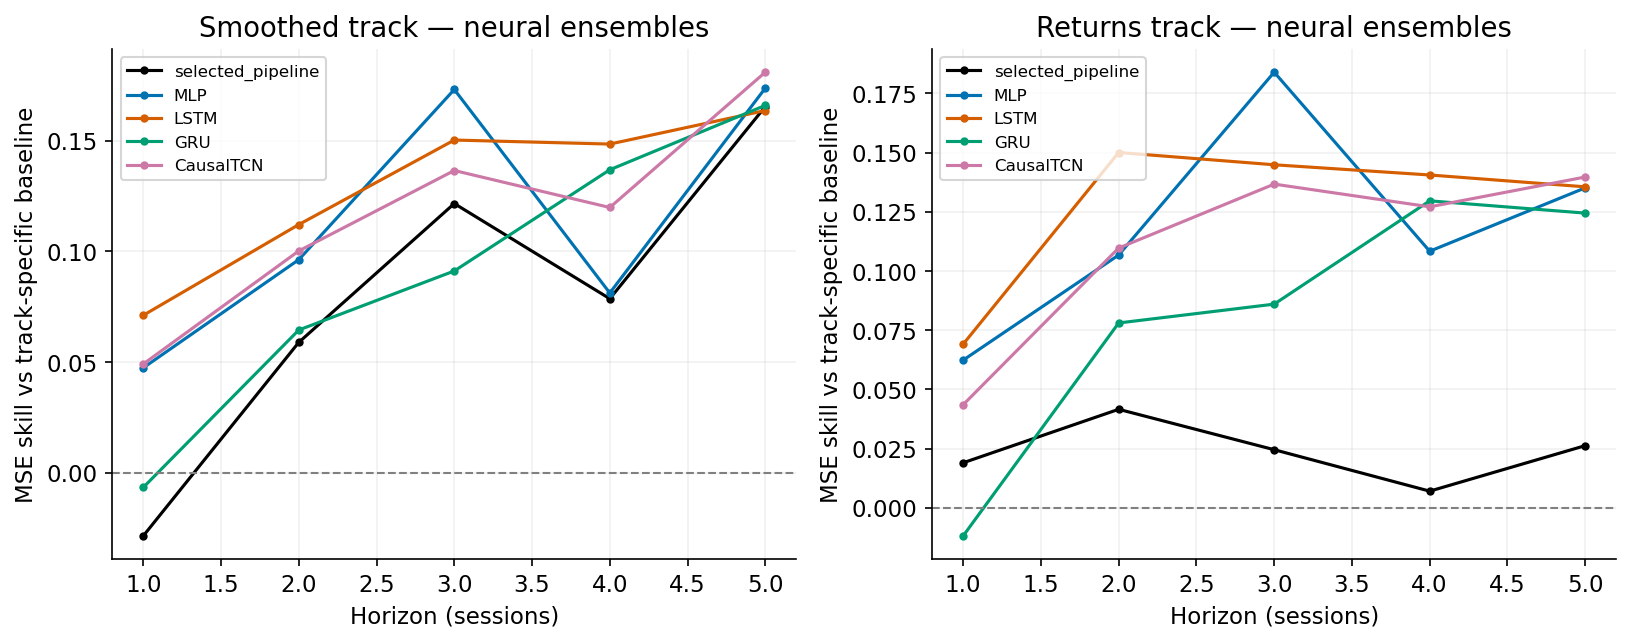 Smoothed track — neural ensembles
MSE skill vs track-specific baseline
0.15
0.10
0.05
0.00
selected_pipeline
MLP
LSTM
GRU
CausalTCN
1.0 1.5 2.0 2.5 3.0 3.5 4.0 4.5 5.0
Horizon (sessions)
Returns track — neural ensembles
MSE skill vs track-specific baseline
0.175
0.150
0.125
0.100
0.075
0.050
0.025
0.000
selected_pipeline
MLP
LSTM
GRU
CausalTCN
1.0 1.5 2.0 2.5 3.0 3.5 4.0 4.5 5.0
Horizon (sessions)